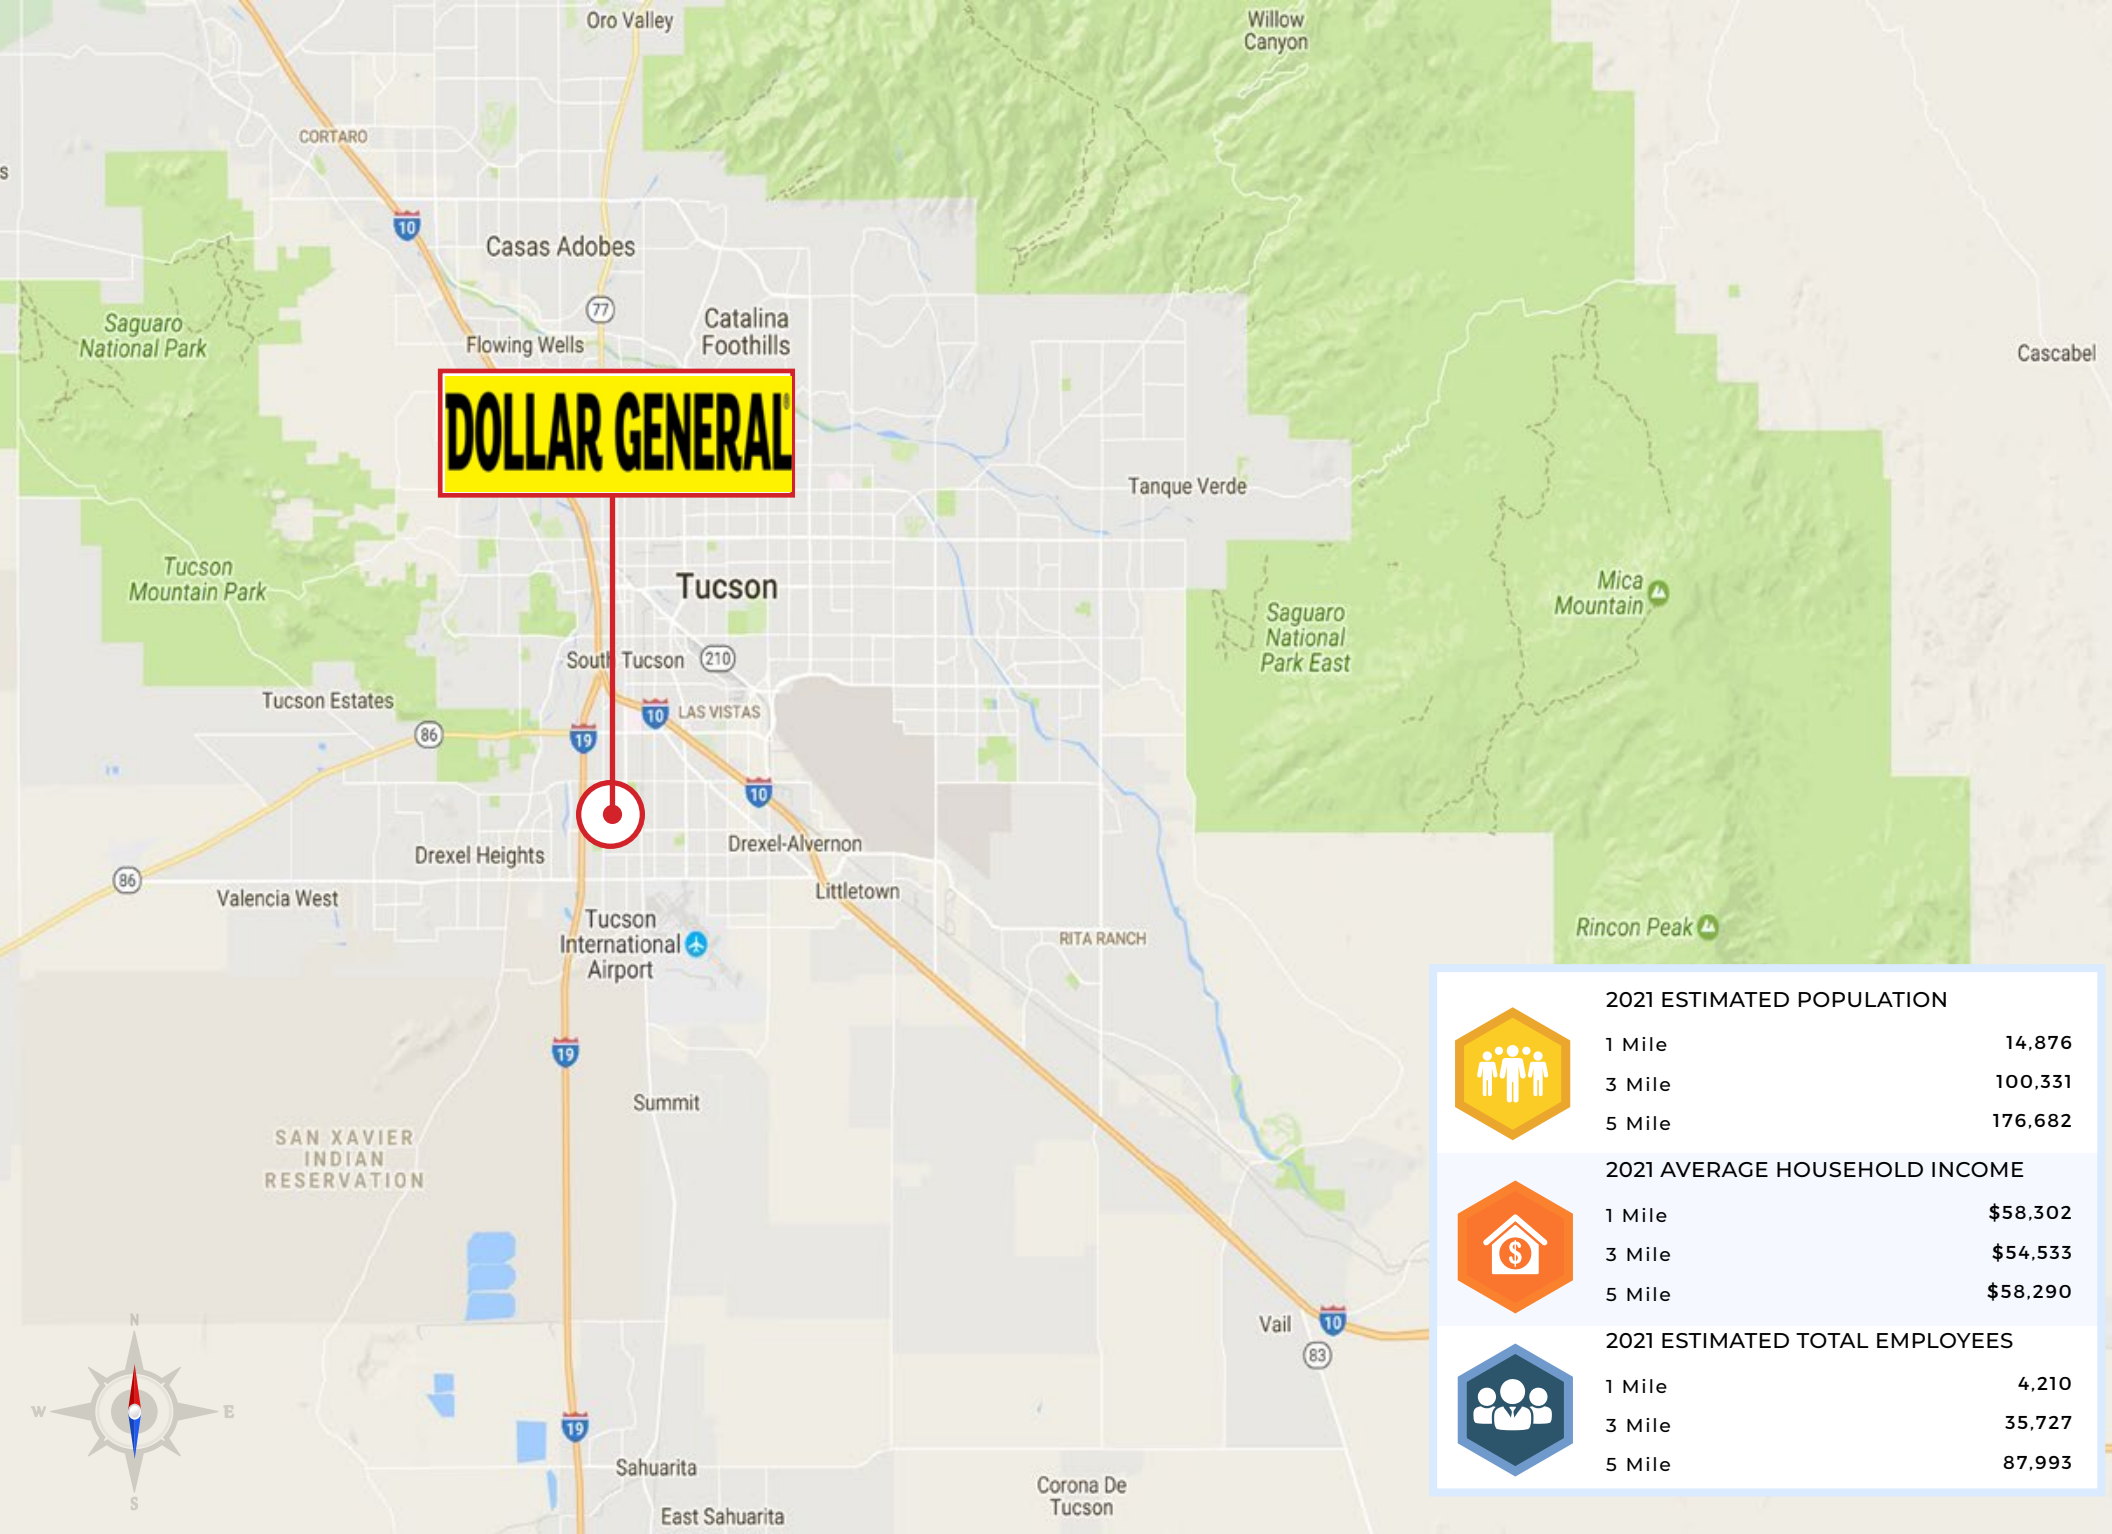 Oro Valley
Willow
Canyon
CORTARO
s
10
Casas Adobes
77
Catalina
Foothills
Flowing Wells
Saguaro
National Park
Cascabel
DOLLAR GENERAL®
Tanque Verde
Tucson
Mountain Park
Tucson
Mica
Mountain
Saguaro
National
Park East
South Tucson
210
Tucson Estates
10
LAS VISTAS
86
19
10
Drexel-Alvernon
Drexel Heights
86
Valencia West
Littletown
Tucson
International
Airport
RITA RANCH
Rincon Peak
19
Summit
SAN XAVIER
INDIAN
RESERVATION
Vail
10
83
19
Sahuarita
East Sahuarita
Corona De
Tucson
N
W
E
S
2021 ESTIMATED POPULATION
1 Mile 14,876
3 Mile 100,331
5 Mile 176,682
2021 AVERAGE HOUSEHOLD INCOME
1 Mile $58,302
3 Mile $54,533
5 Mile $58,290
2021 ESTIMATED TOTAL EMPLOYEES
1 Mile 4,210
3 Mile 35,727
5 Mile 87,993